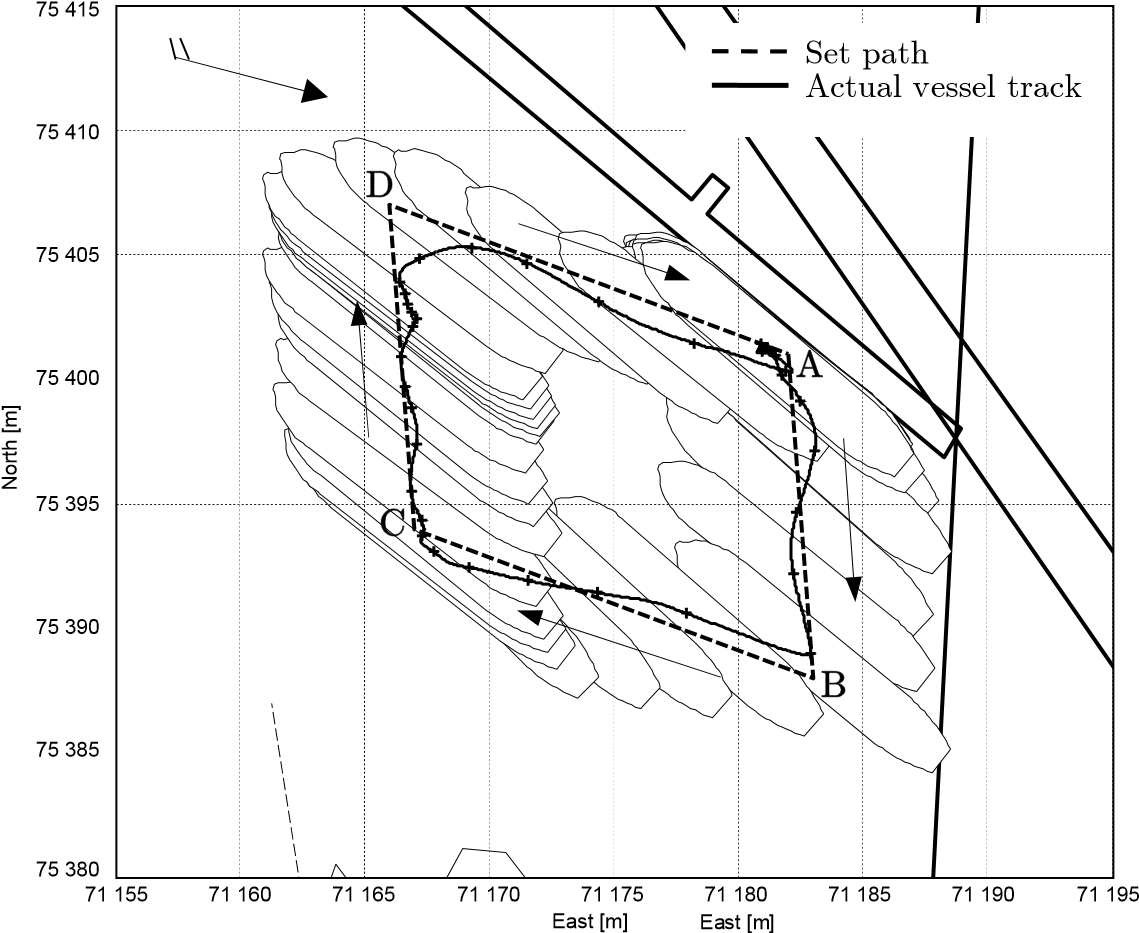 75 415
Set path
Actual vessel track
75 410
D
75 405
A
75 400
North [m]
75 395
C
75 390
B
75 385
75 380
71 155 71 160 71 165 71 170 71 175 71 180 71 185 71 190 71 195
East [m] East [m]